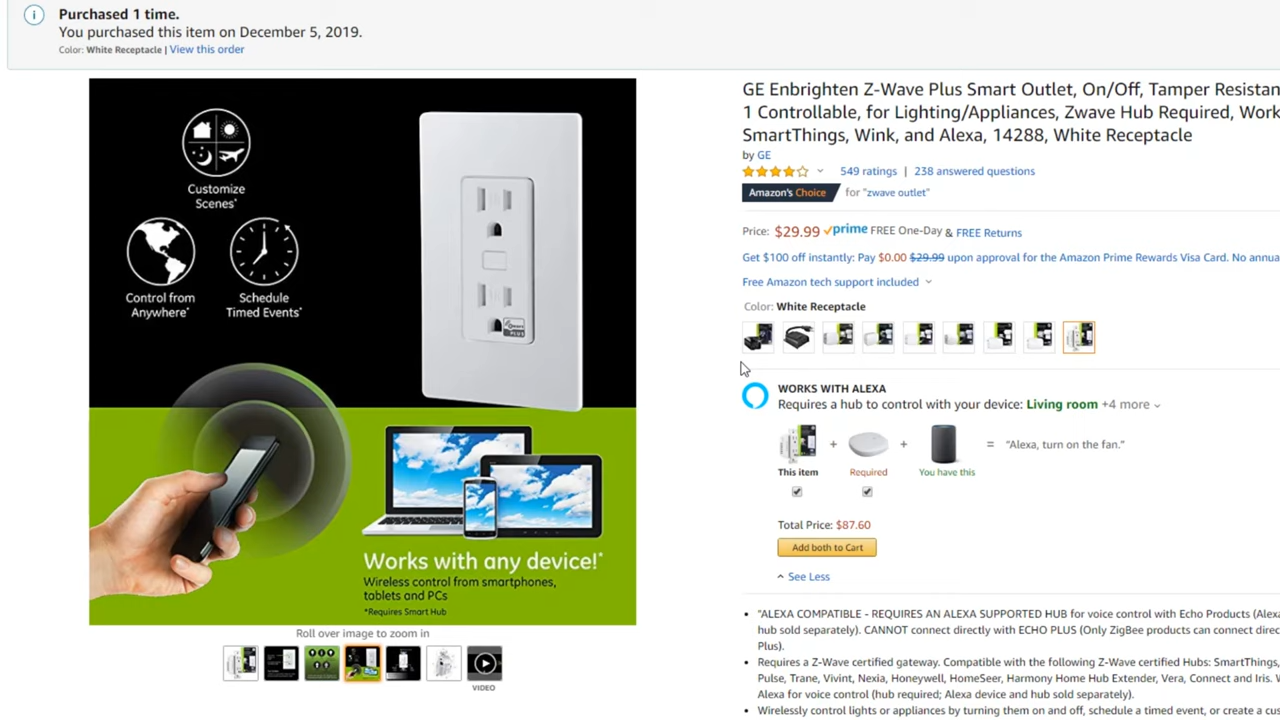 Purchased 1 time.
You purchased this item on December 5, 2019.
Color: White Receptacle | View this order
Customize
Scenes*
Control from
Anywhere*
Schedule
Timed Events*
PLUS
Works with any device!*
Wireless control from smartphones,
tablets and PCs
*Requires Smart Hub
Roll over image to zoom in
VIDEO
GE Enbrighten Z-Wave Plus Smart Outlet, On/Off, Tamper Resistan
1 Controllable, for Lighting/Appliances, Zwave Hub Required, Work
SmartThings, Wink, and Alexa, 14288, White Receptacle
by GE
549 ratings | 238 answered questions
Amazon's Choice for "zwave outlet"
Price: $29.99 prime FREE One-Day & FREE Returns
Get $100 off instantly: Pay $0.00 $29.99 upon approval for the Amazon Prime Rewards Visa Card. No annua
Free Amazon tech support included
Color: White Receptacle
WORKS WITH ALEXA
Requires a hub to control with your device: Living room +4 more
+ + = “Alexa, turn on the fan.”
This item Required You have this
Total Price: $87.60
Add both to Cart
See Less
• "ALEXA COMPATIBLE - REQUIRES AN ALEXA SUPPORTED HUB for voice control with Echo Products (Alexa
hub sold separately). CANNOT connect directly with ECHO PLUS (Only ZigBee products can connect direc
Plus).
• Requires a Z-Wave certified gateway. Compatible with the following Z-Wave certified Hubs: SmartThings,
Pulse, Trane, Vivint, Nexia, Honeywell, HomeSeer, Harmony Home Hub Extender, Vera, Connect and Iris. W
Alexa for voice control (hub required; Alexa device and hub sold separately).
• Wirelessly control lights or appliances by turning them on and off, schedule a timed event, or create a cus